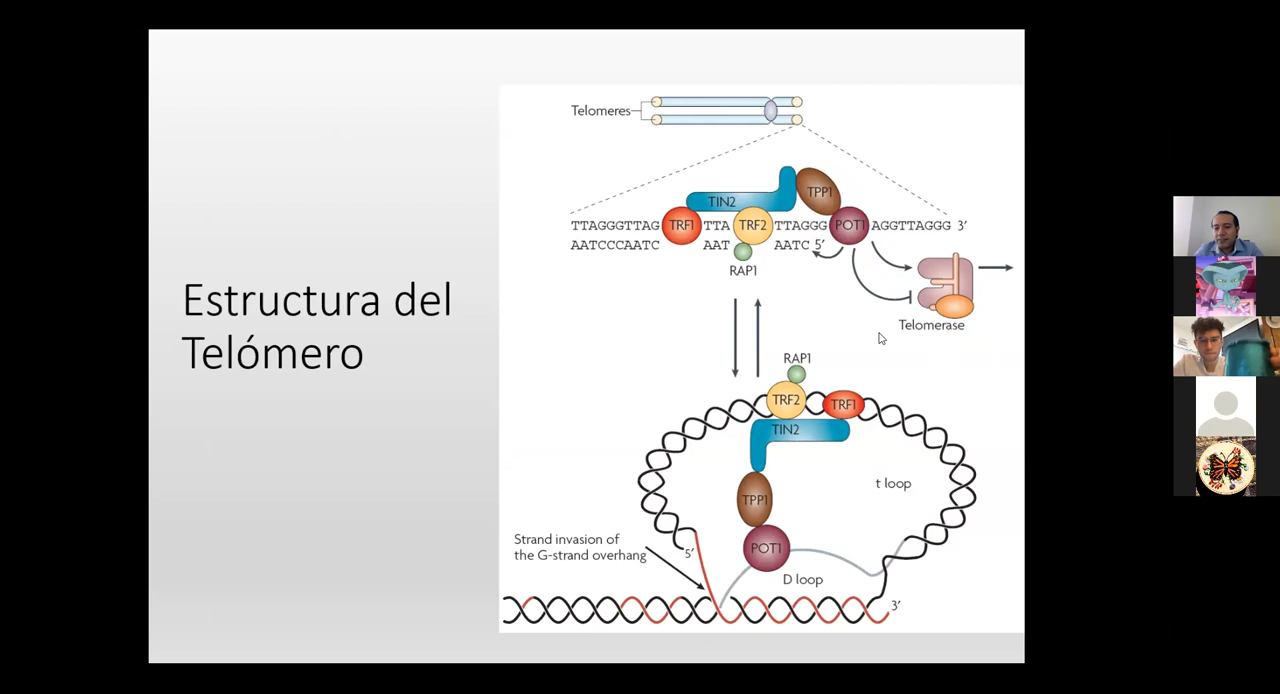 Estructura del
Telómero
Telomeres
TPP1
TIN2
TTAGGGTTAG TRF1 TTA TRF2 TTAGGG POT1 AGGTTAGGG 3′
AATCCCAATC AAT AATC 5′
RAP1
Telomerase
RAP1
TRF2 TRF1
TIN2
t loop
TPP1
Strand invasion of
the G-strand overhang
5′
POT1
D loop
3′